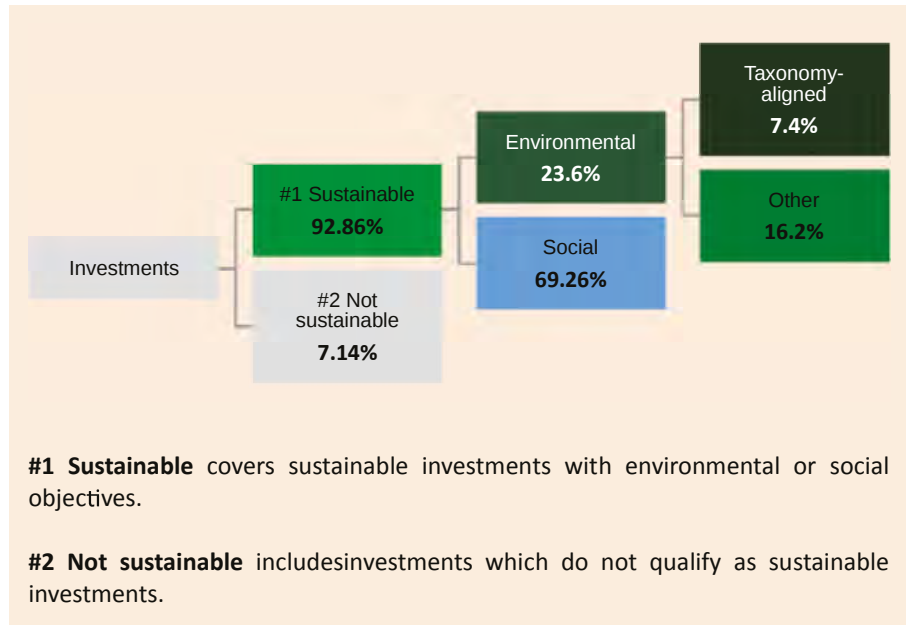 Taxonomy-
aligned
7.4%
Environmental
23.6%
#1 Sustainable
92.86%
Other
16.2%
Social
69.26%
Investments
#2 Not
sustainable
7.14%
#1 Sustainable covers sustainable investments with environmental or social
objectives.
#2 Not sustainable includesinvestments which do not qualify as sustainable
investments.